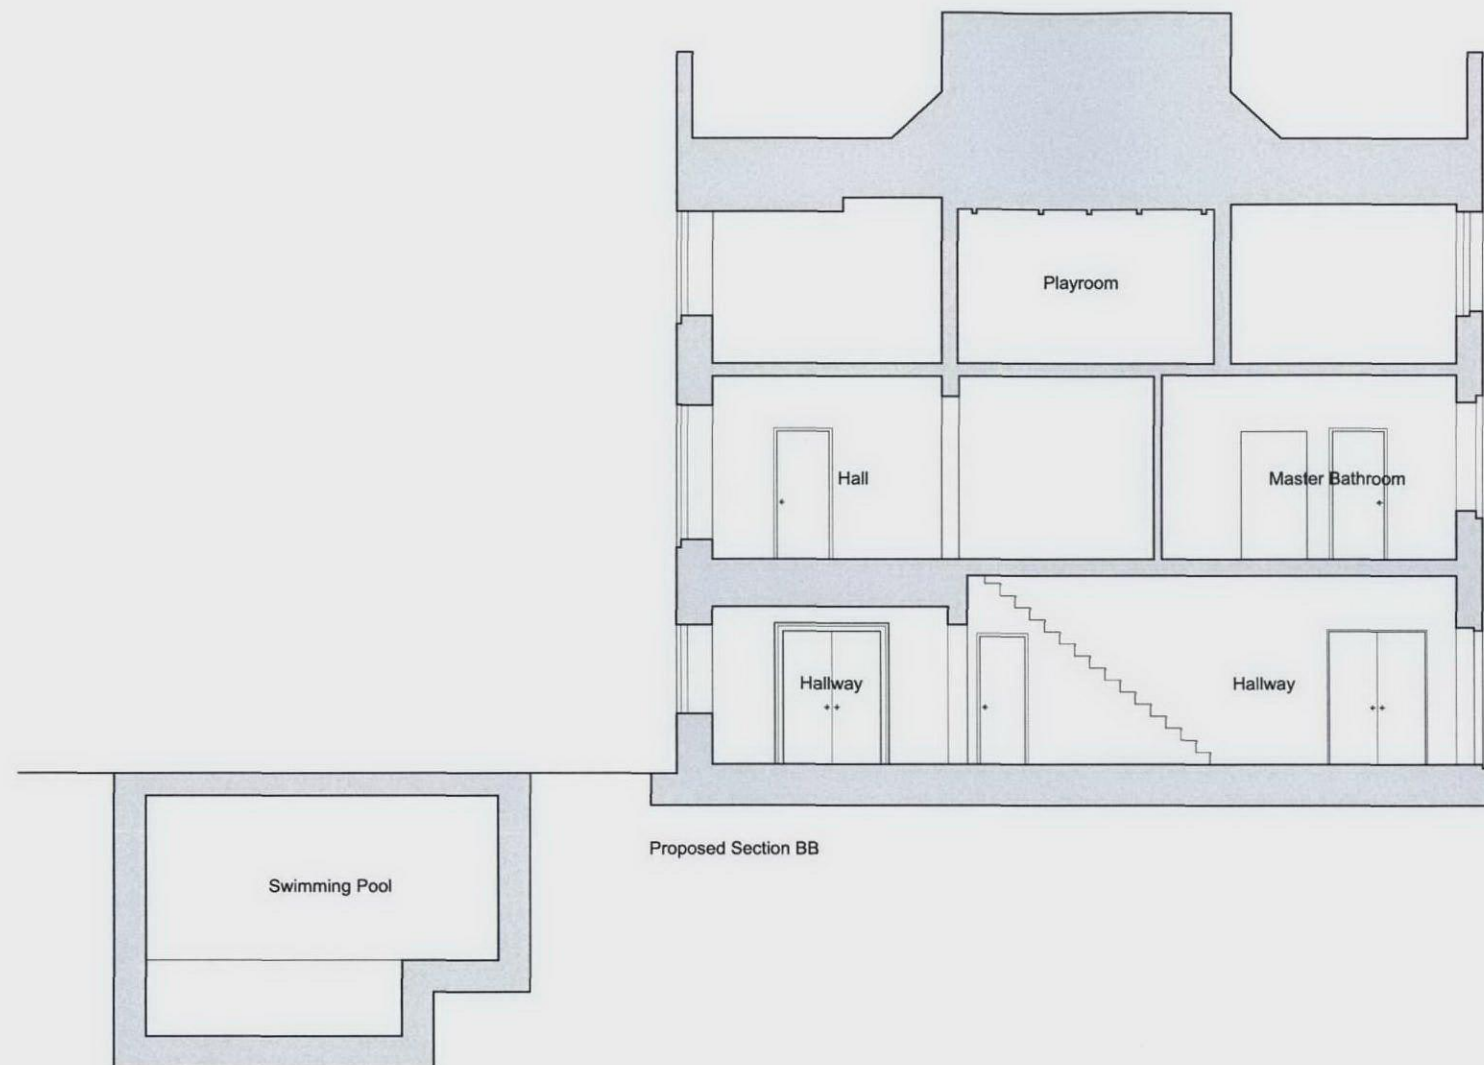 Playroom
Hall
Master Bathroom
Hallway
Hallway
Proposed Section BB
Swimming Pool